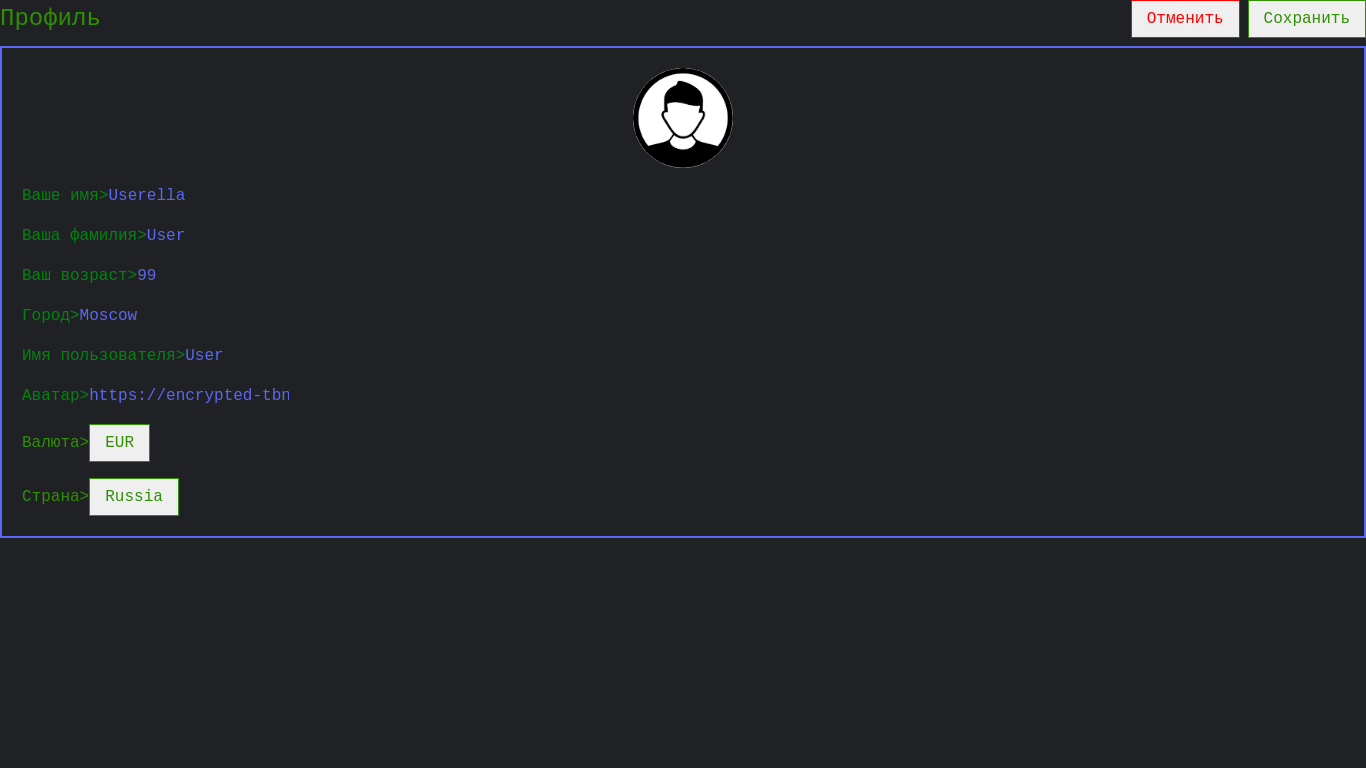 Профиль
Отменить
Сохранить
Ваше имя>Userella
Ваша фамилия>User
Ваш возраст>99
Город>Moscow
Имя пользователя>User
Аватар>https://encrypted-tbn
Валюта>EUR
Страна>Russia